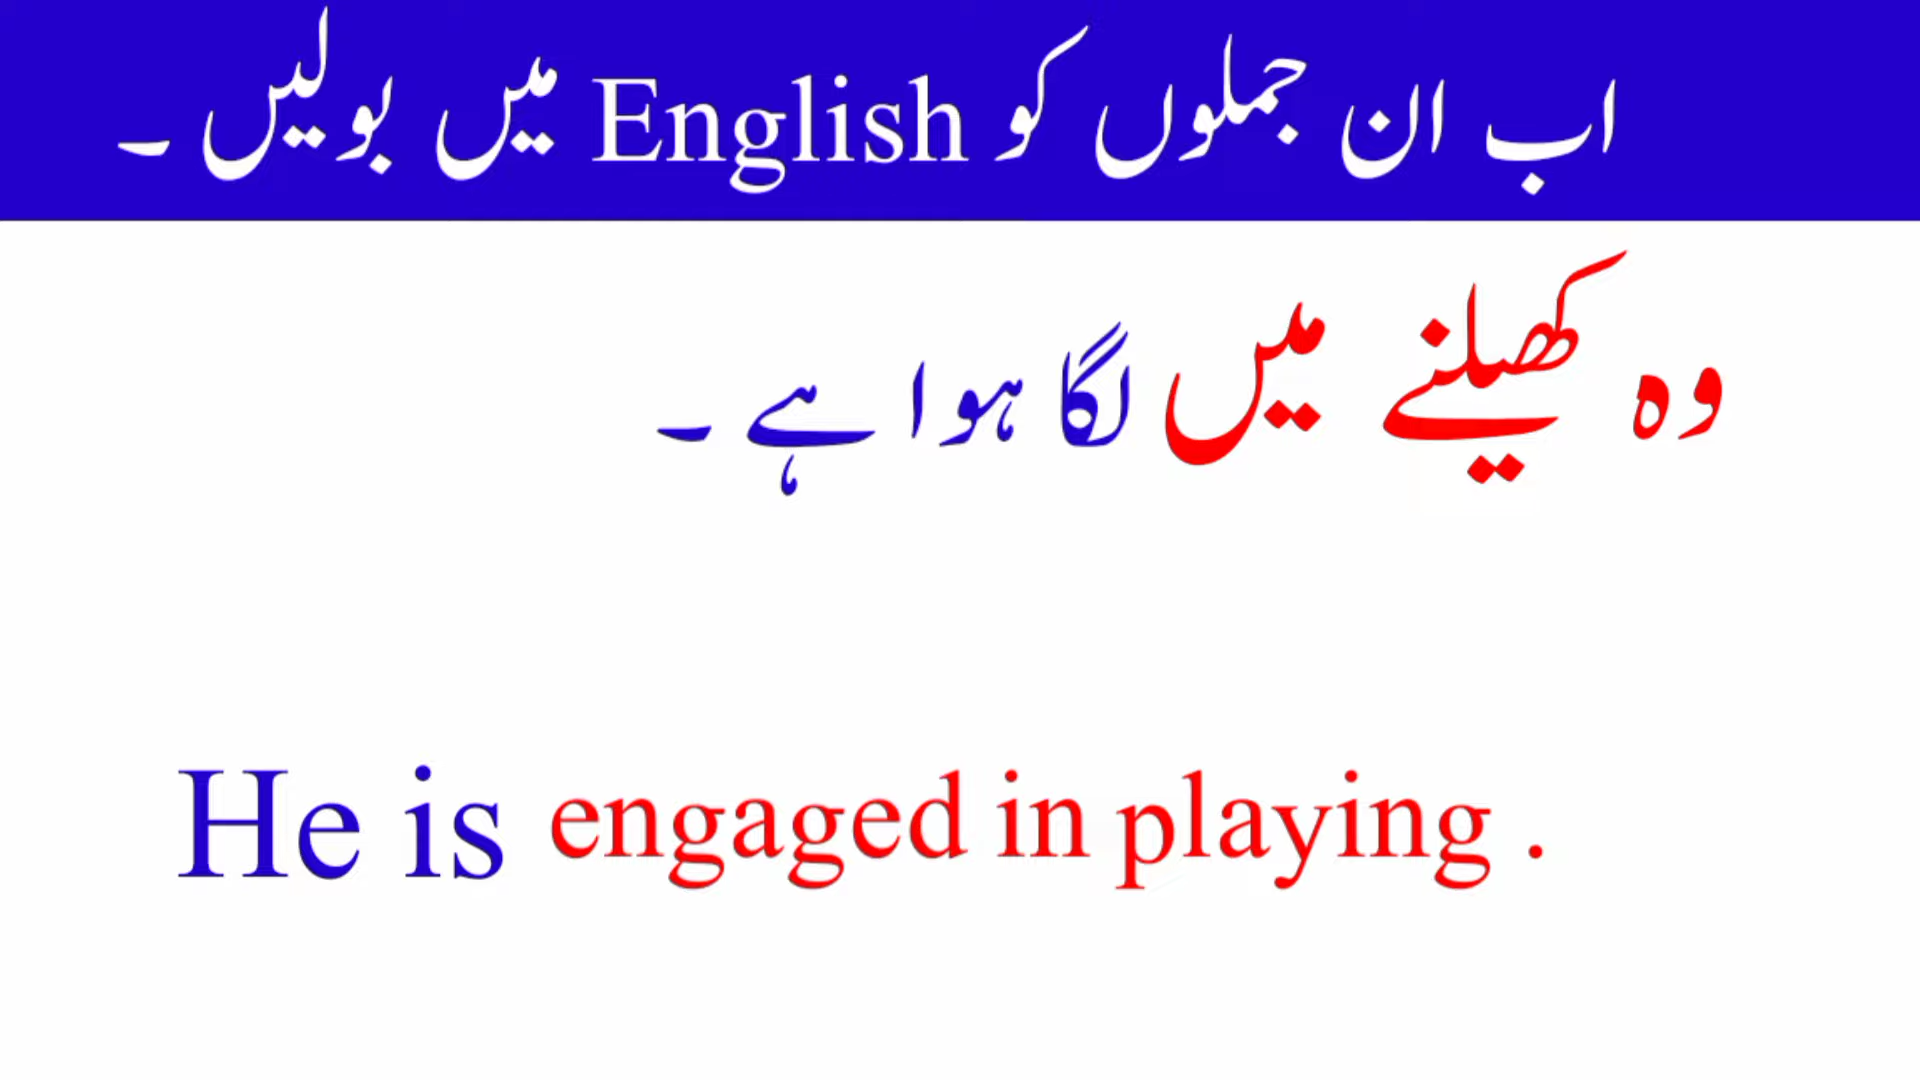 اب ان جملوں کو English میں بولیں ۔
وہ کھیلنے میں لگا ہوا ہے ۔
He is engaged in playing .